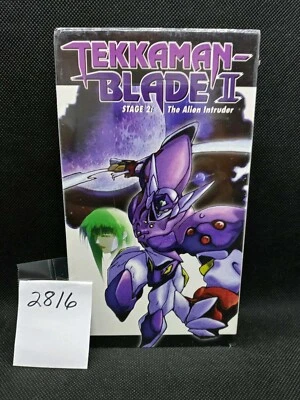 TEKKAMAN-
BLADE II
STAGE 2: The Alien Intruder
2816